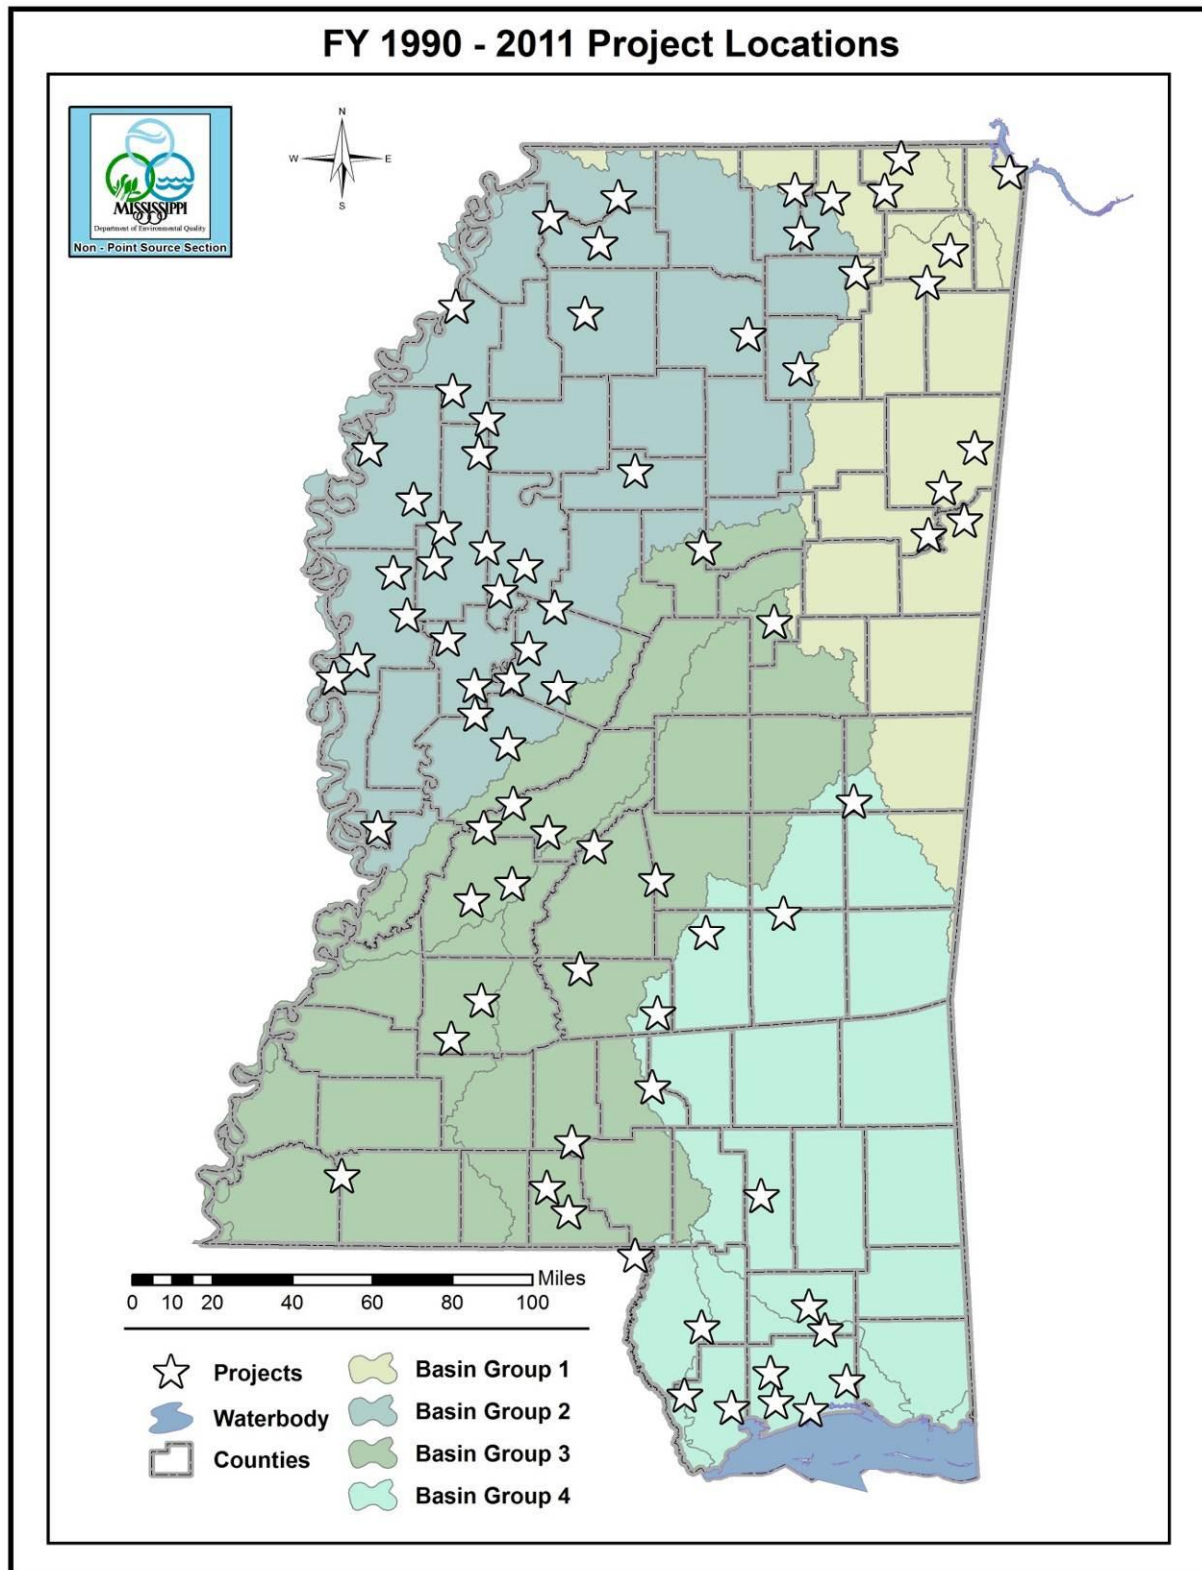 FY 1990 - 2011 Project Locations
MISSISSIPPI
Department of Environmental Quality
Non - Point Source Section
N
W E
S
Miles
0 10 20 40 60 80 100
Projects
Waterbody
Counties
Basin Group 1
Basin Group 2
Basin Group 3
Basin Group 4